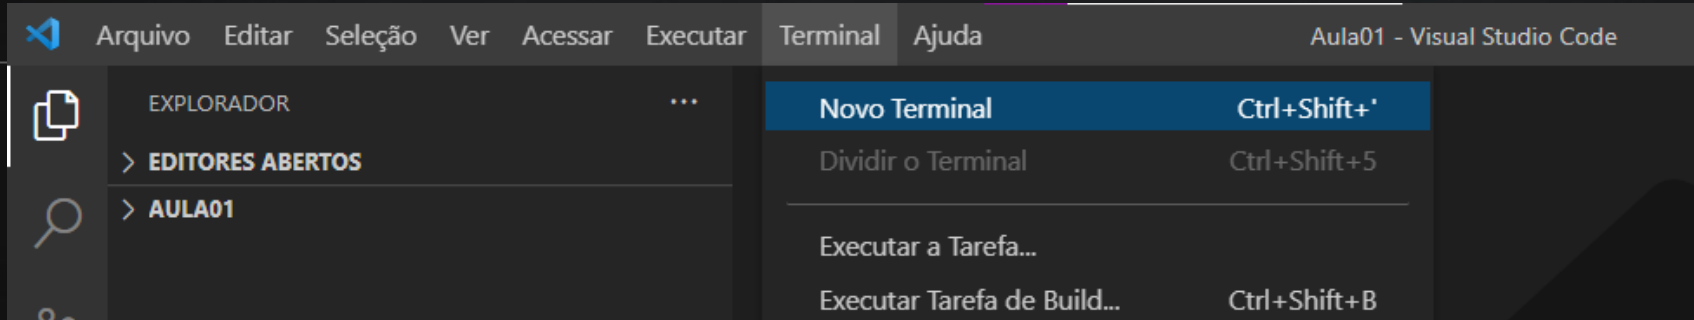 Arquivo Editar Seleção Ver Acessar Executar Terminal Ajuda Aula01 - Visual Studio Code
EXPLORADOR ...
EDITORES ABERTOS
AULA01
Novo Terminal Ctrl+Shift+'
Dividir o Terminal Ctrl+Shift+5
Executar a Tarefa...
Executar Tarefa de Build... Ctrl+Shift+B